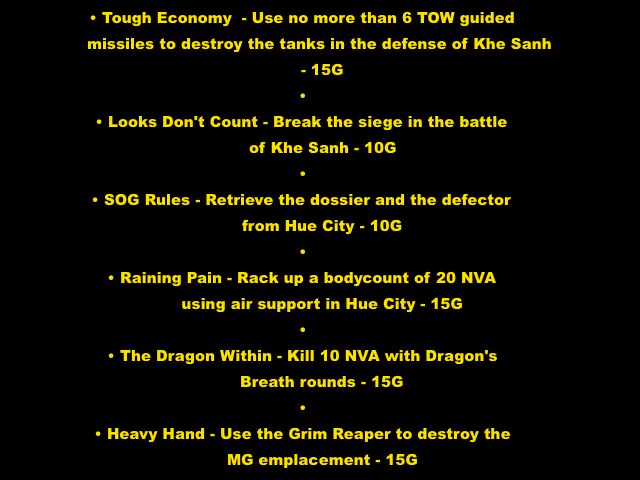 • Tough Economy - Use no more than 6 TOW guided
missiles to destroy the tanks in the defense of Khe Sanh
- 15G
•
• Looks Don't Count - Break the siege in the battle
of Khe Sanh - 10G
•
• SOG Rules - Retrieve the dossier and the defector
from Hue City - 10G
•
• Raining Pain - Rack up a bodycount of 20 NVA
using air support in Hue City - 15G
•
• The Dragon Within - Kill 10 NVA with Dragon's
Breath rounds - 15G
•
• Heavy Hand - Use the Grim Reaper to destroy the
MG emplacement - 15G